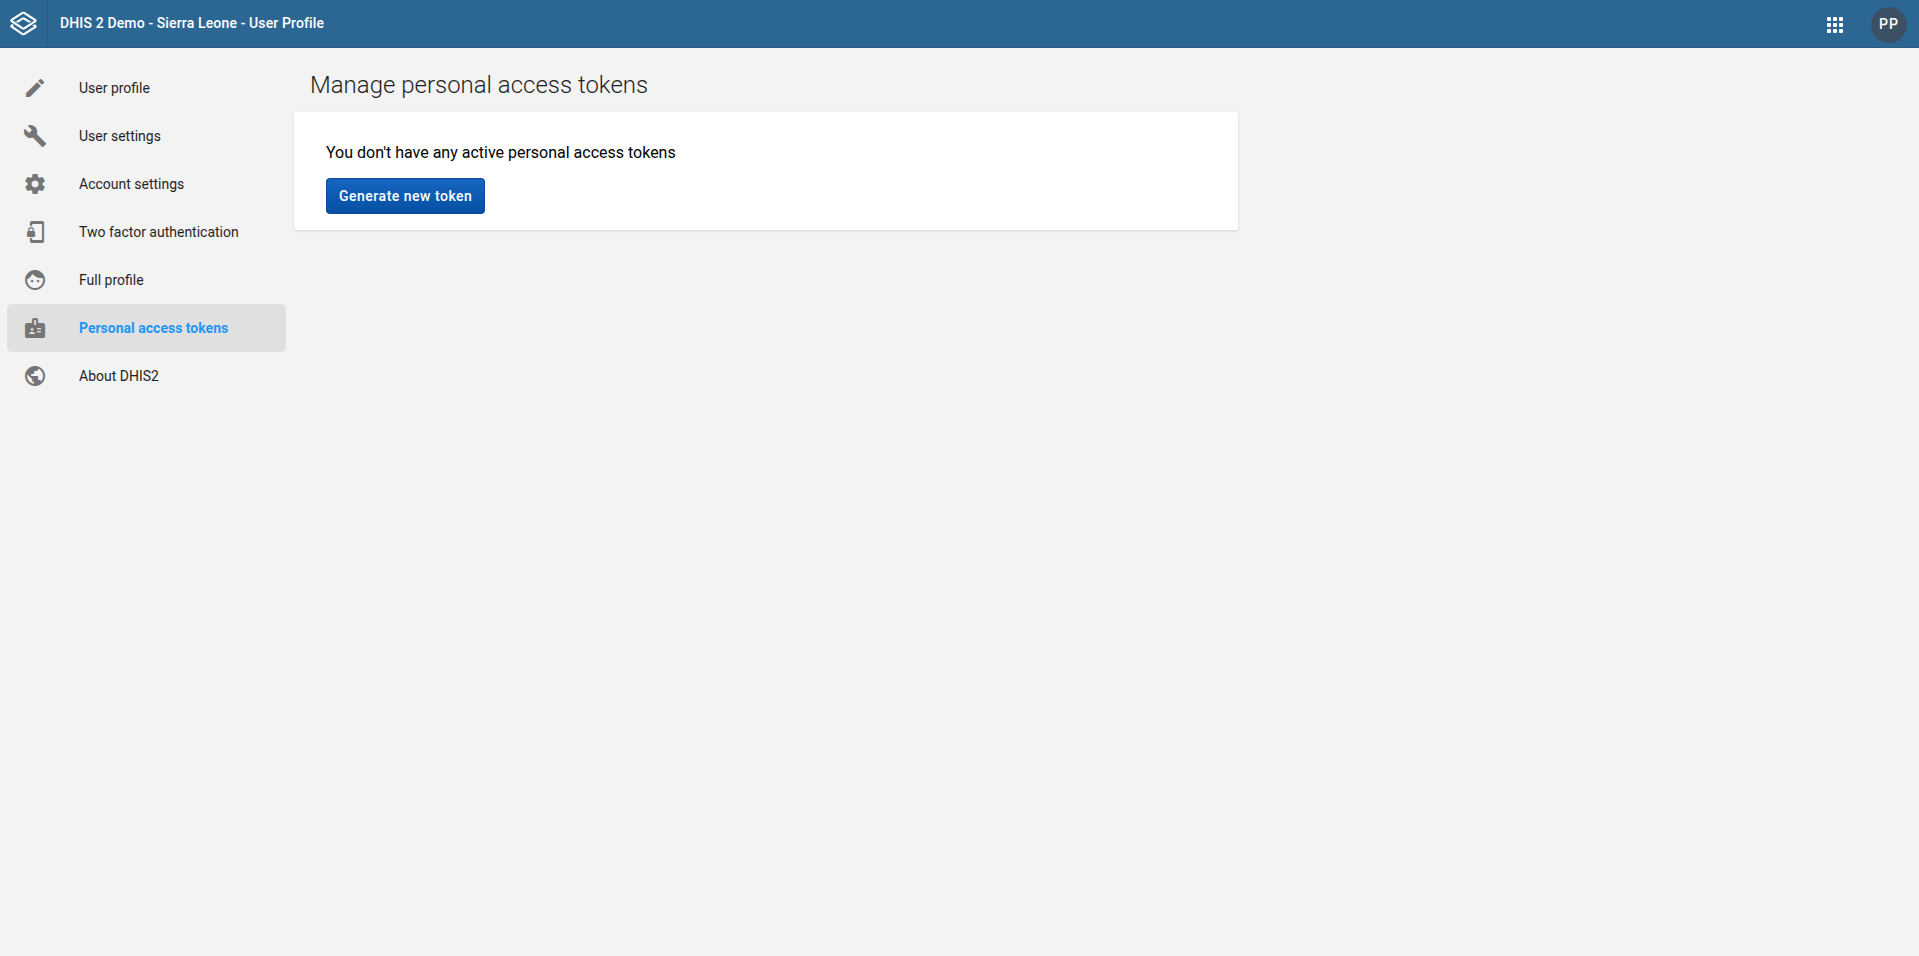 DHIS 2 Demo - Sierra Leone - User Profile
PP
User profile
User settings
Account settings
Two factor authentication
Full profile
Personal access tokens
About DHIS2
Manage personal access tokens
You don't have any active personal access tokens
Generate new token